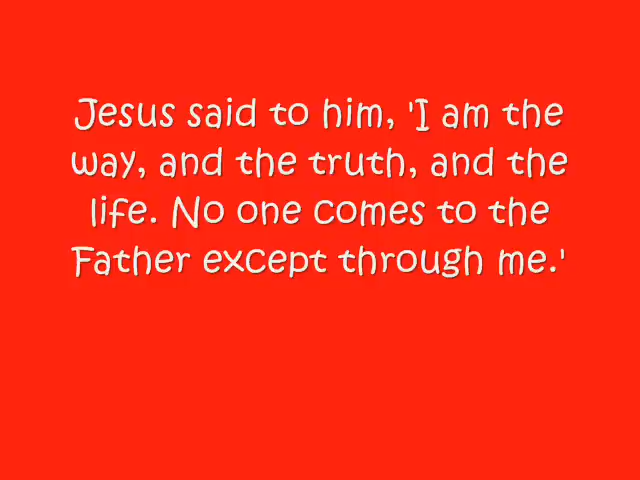 Jesus said to him, 'I am the
way, and the truth, and the
life. No one comes to the
Father except through me.'